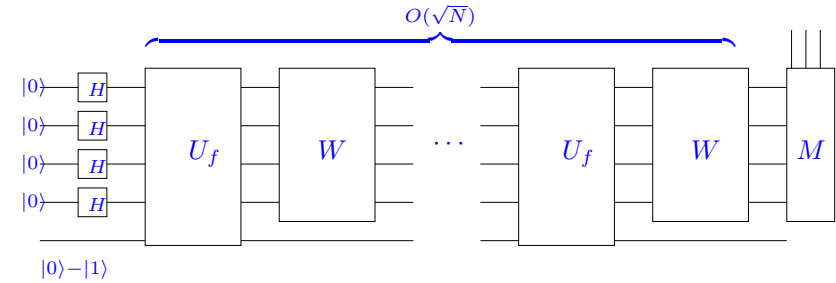 O(√N)
|0⟩ H
|0⟩ H
|0⟩ H
|0⟩ H
U_f W ··· U_f W M
|0⟩−|1⟩